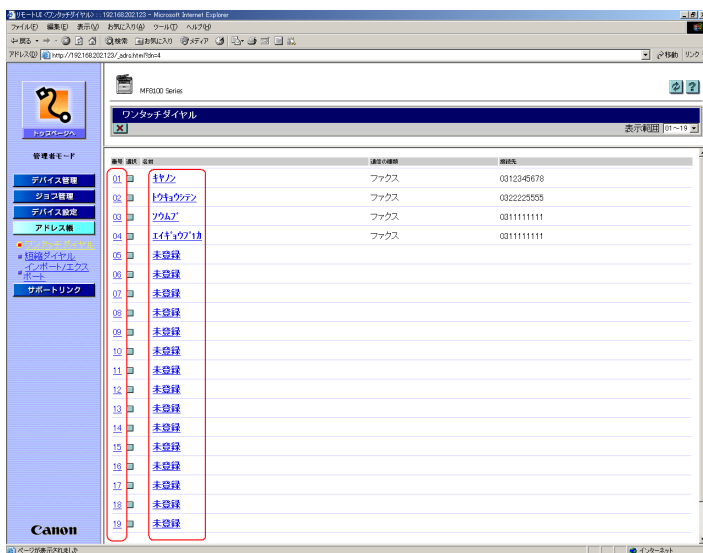 リモートUI <ワンタッチダイヤル> : 192.168.202.123 - Microsoft Internet Explorer
ファイル(F) 編集(E) 表示(V) お気に入り(A) ツール(T) ヘルプ(H)
戻る 検索 お気に入り メディア
アドレス(D) http://192.168.202.123/_adrs.html?dn=4 移動 リンク
MF8100 Series
トップページへ
ワンタッチダイヤル
表示範囲 01~19
管理者モード
デバイス管理
ジョブ管理
デバイス設定
アドレス帳
ワンタッチダイヤル
短縮ダイヤル
インポート/エクス
ポート
サポートリンク
Canon
番号 選択 名前 通信の種類 接続先
01 キヤノン ファクス 0312345678
02 トウキョウシテン ファクス 0322225555
03 ソウムブ ファクス 0311111111
04 エイギョウブ1カ ファクス 0311111111
05 未登録
06 未登録
07 未登録
08 未登録
09 未登録
10 未登録
11 未登録
12 未登録
13 未登録
14 未登録
15 未登録
16 未登録
17 未登録
18 未登録
19 未登録
ページが表示されました インターネット